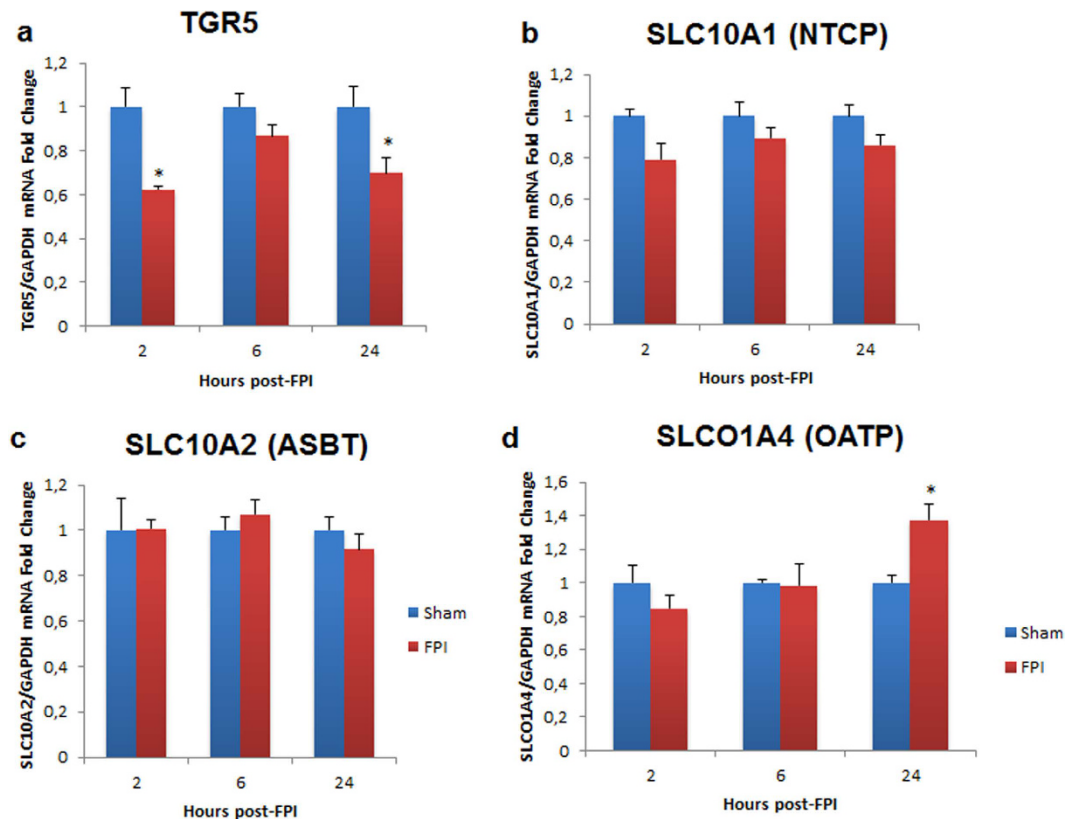 a
TGR5
TGR5/GAPDH mRNA Fold Change
1,2
1
0,8
0,6
0,4
0,2
0
*
*
2
6
24
Hours post-FPI
b
SLC10A1 (NTCP)
SLC10A1/GAPDH mRNA Fold Change
1,2
1
0,8
0,6
0,4
0,2
0
2
6
24
Hours post-FPI
c
SLC10A2 (ASBT)
SLC10A2/GAPDH mRNA Fold Change
1,2
1
0,8
0,6
0,4
0,2
0
2
6
24
Hours post-FPI
Sham
FPI
d
SLCO1A4 (OATP)
SLCO1A4/GAPDH mRNA Fold Change
1,6
1,4
1,2
1
0,8
0,6
0,4
0,2
0
*
2
6
24
Hours post-FPI
Sham
FPI